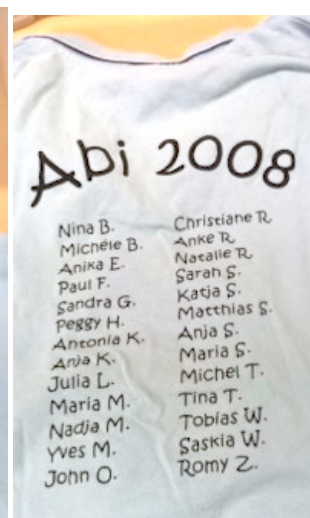 Abi 2008
Nina B.
Michele B.
Anika E.
Paul F.
Sandra G.
Peggy H.
Antonia K.
Anja K.
Julia L.
Maria M.
Nadja M.
Yves M.
John O.
Christiane R.
Anke R.
Natalie R.
Sarah S.
Katja S.
Matthias S.
Anja S.
Maria S.
Michel T.
Tina T.
Tobias W.
Saskia W.
Romy Z.